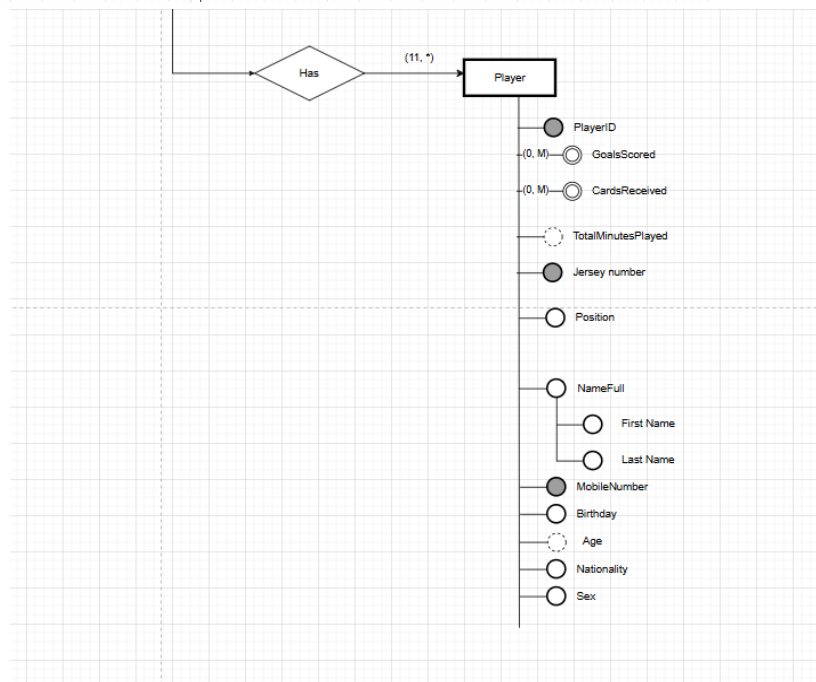 (11, *)
Has
Player
PlayerID
(0, M)
GoalsScored
(0, M)
CardsReceived
TotalMinutesPlayed
Jersey number
Position
NameFull
First Name
Last Name
MobileNumber
Birthday
Age
Nationality
Sex